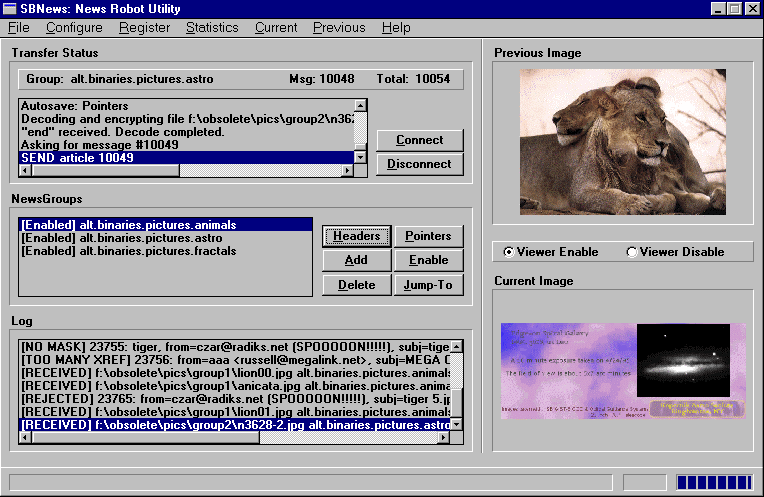 SBNews: News Robot Utility
File Configure Register Statistics Current Previous Help
Transfer Status
Group: alt.binaries.pictures.astro Msg: 10048 Total: 10054
Autosave: Pointers
Decoding and encrypting file f:\obsolete\pics\group2\n362
"end" received. Decode completed.
Asking for message #10049
SEND article 10049
Connect
Disconnect
NewsGroups
[Enabled] alt.binaries.pictures.animals
[Enabled] alt.binaries.pictures.astro
[Enabled] alt.binaries.pictures.fractals
Headers Pointers
Add Enable
Delete Jump-To
Log
[NO MASK] 23755: tiger, from=czar@radiks.net (SPOOOOON!!!!!), subj=tige
[TOO MANY XREF] 23756: from=aaa <russell@megalink.net>, subj=MEGA C
[RECEIVED] f:\obsolete\pics\group1\lion00.jpg alt.binaries.pictures.animals
[RECEIVED] f:\obsolete\pics\group1\anicata.jpg alt.binaries.pictures.anima
[REJECTED] 23765: from=czar@radiks.net (SPOOOOON!!!!!), subj=tiger 5.jp
[RECEIVED] f:\obsolete\pics\group1\lion01.jpg alt.binaries.pictures.animals
[RECEIVED] f:\obsolete\pics\group2\n3628-2.jpg alt.binaries.pictures.astro
Previous Image
Viewer Enable Viewer Disable
Current Image
The field of view is about